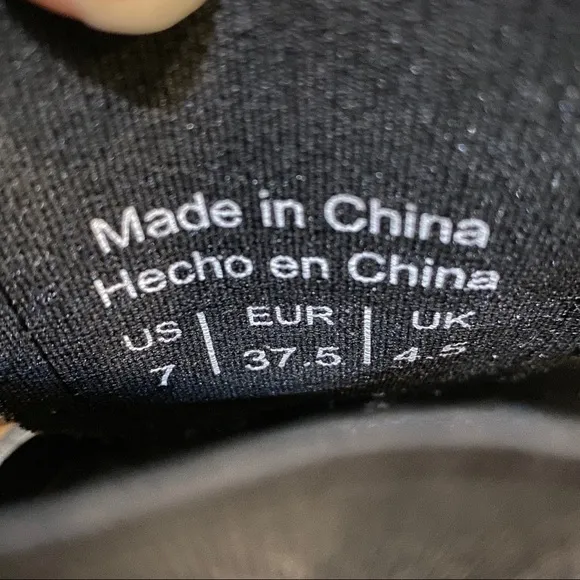 Made in China
Hecho en China
US | EUR | UK
7 | 37.5 | 4.5